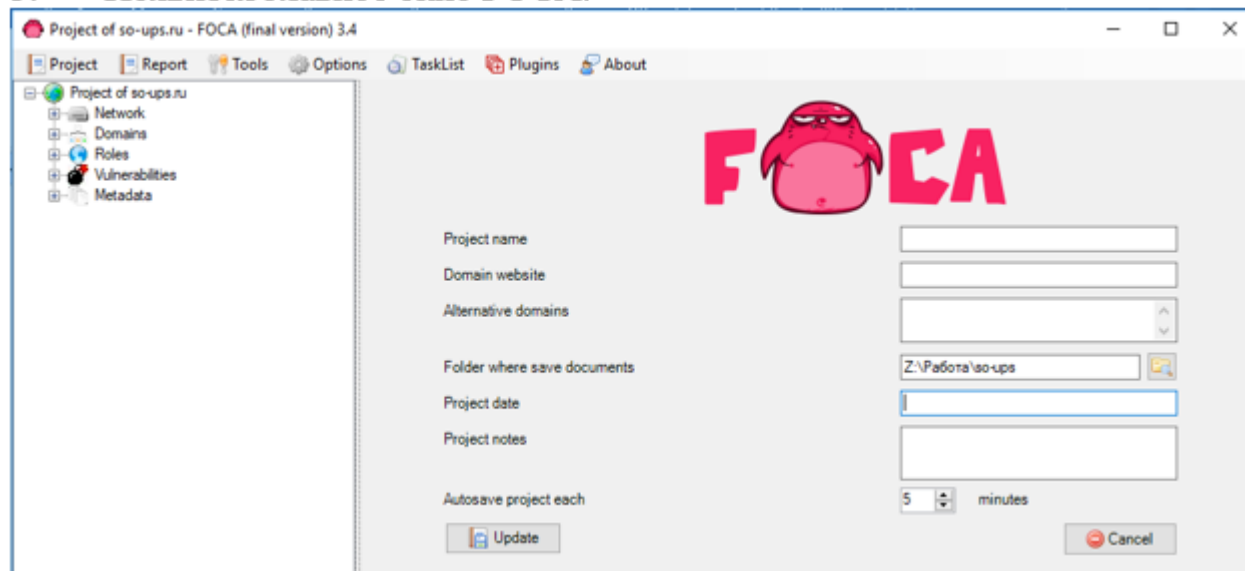 Project of so-ups.ru - FOCA (final version) 3.4
Project Report Tools Options TaskList Plugins About
Project of so-ups.ru
Network
Domains
Roles
Vulnerabilities
Metadata
FOCA
Project name
Domain website
Alternative domains
Folder where save documents Z:\Работа\so-ups
Project date
Project notes
Autosave project each 5 minutes
Update Cancel